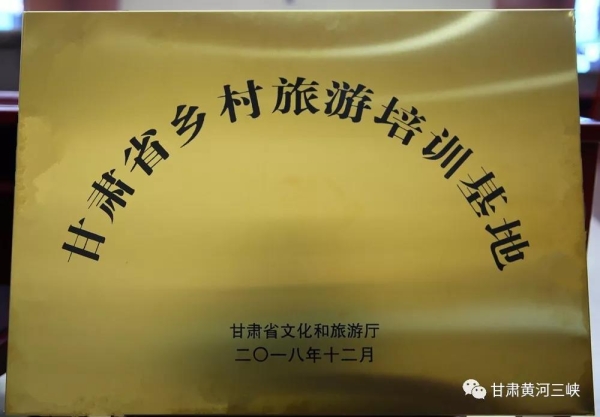 甘肃省乡村旅游培训基地
甘肃省文化和旅游厅
二〇一八年十二月
甘肃黄河三峡